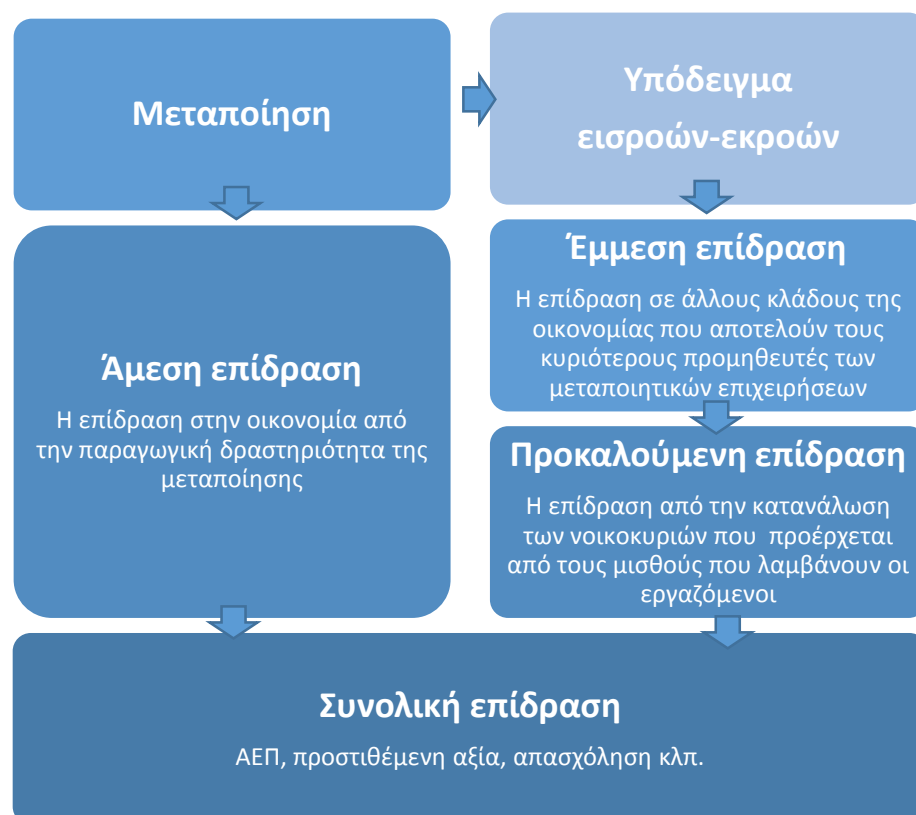 Μεταποίηση
Υπόδειγμα
εισροών-εκροών
Άμεση επίδραση
Η επίδραση στην οικονομία από
την παραγωγική δραστηριότητα της
μεταποίησης
Έμμεση επίδραση
Η επίδραση σε άλλους κλάδους της
οικονομίας που αποτελούν τους
κυριότερους προμηθευτές των
μεταποιητικών επιχειρήσεων
Προκαλούμενη επίδραση
Η επίδραση από την κατανάλωση
των νοικοκυριών που  προέρχεται
από τους μισθούς που λαμβάνουν οι
εργαζόμενοι
Συνολική επίδραση
ΑΕΠ, προστιθέμενη αξία, απασχόληση κλπ.